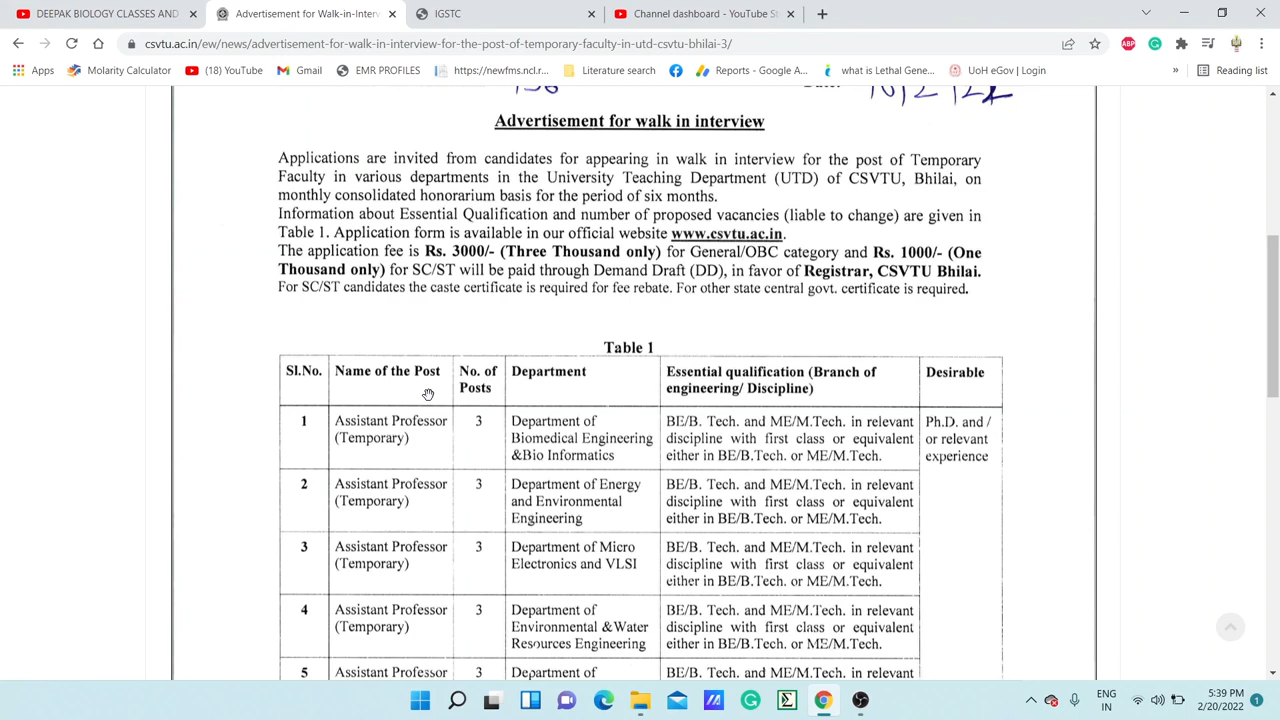 DEEPAK BIOLOGY CLASSES AND
Advertisement for Walk-in-Interv
IGSTC
Channel dashboard - YouTube St
csvtu.ac.in/ew/news/advertisement-for-walk-in-interview-for-the-post-of-temporary-faculty-in-utd-csvtu-bhilai-3/
Apps
Molarity Calculator
(18) YouTube
Gmail
EMR PROFILES
https://newfms.ncl.r...
Literature search
Reports - Google A...
what is Lethal Gene...
UoH eGov | Login
»
Reading list
Advertisement for walk in interview
Applications are invited from candidates for appearing in walk in interview for the post of Temporary
Faculty in various departments in the University Teaching Department (UTD) of CSVTU, Bhilai, on
monthly consolidated honorarium basis for the period of six months.
Information about Essential Qualification and number of proposed vacancies (liable to change) are given in
Table 1. Application form is available in our official website www.csvtu.ac.in.
The application fee is Rs. 3000/- (Three Thousand only) for General/OBC category and Rs. 1000/- (One
Thousand only) for SC/ST will be paid through Demand Draft (DD), in favor of Registrar, CSVTU Bhilai.
For SC/ST candidates the caste certificate is required for fee rebate. For other state central govt. certificate is required.
Table 1
Sl.No.
Name of the Post
No. of
Posts
Department
Essential qualification (Branch of
engineering/ Discipline)
Desirable
1
Assistant Professor
(Temporary)
3
Department of
Biomedical Engineering
&Bio Informatics
BE/B. Tech. and ME/M.Tech. in relevant
discipline with first class or equivalent
either in BE/B.Tech. or ME/M.Tech.
Ph.D. and /
or relevant
experience
2
Assistant Professor
(Temporary)
3
Department of Energy
and Environmental
Engineering
BE/B. Tech. and ME/M.Tech. in relevant
discipline with first class or equivalent
either in BE/B.Tech. or ME/M.Tech.
3
Assistant Professor
(Temporary)
3
Department of Micro
Electronics and VLSI
BE/B. Tech. and ME/M.Tech. in relevant
discipline with first class or equivalent
either in BE/B.Tech. or ME/M.Tech.
4
Assistant Professor
(Temporary)
3
Department of
Environmental &Water
Resources Engineering
BE/B. Tech. and ME/M.Tech. in relevant
discipline with first class or equivalent
either in BE/B.Tech. or ME/M.Tech.
5
Assistant Professor
3
Department of
BE/B. Tech. and ME/M.Tech. in relevant
ENG
IN
5:39 PM
2/20/2022
1